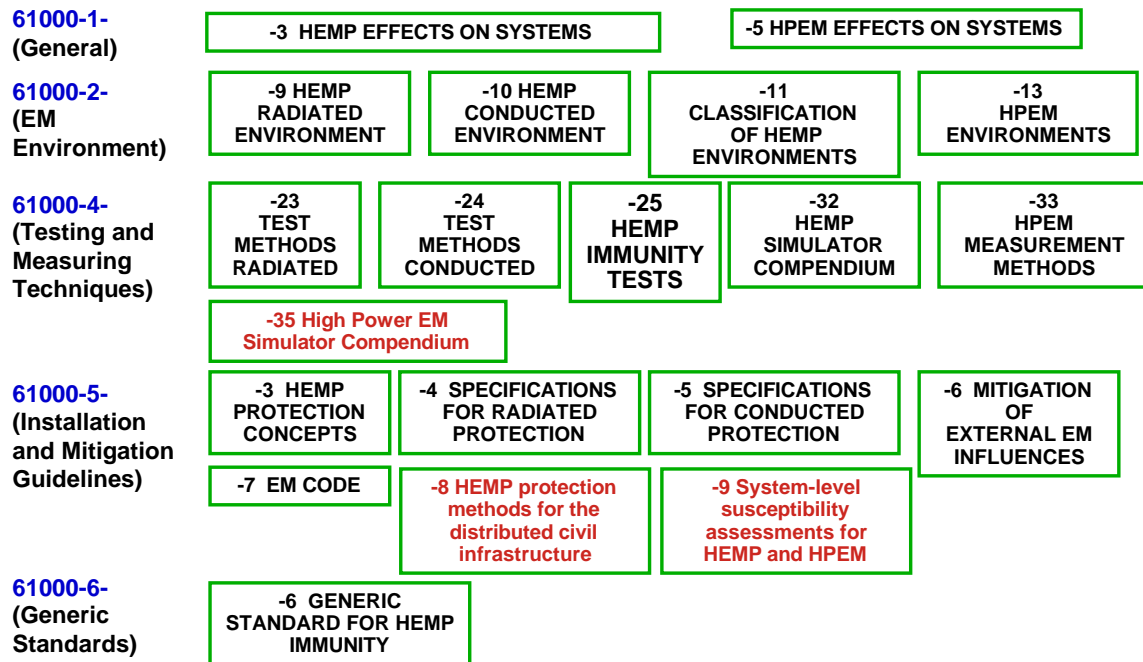 61000-1-
(General)
-3 HEMP EFFECTS ON SYSTEMS
-5 HPEM EFFECTS ON SYSTEMS
61000-2-
(EM
Environment)
-9 HEMP
RADIATED
ENVIRONMENT
-10 HEMP
CONDUCTED
ENVIRONMENT
-11
CLASSIFICATION
OF HEMP
ENVIRONMENTS
-13
HPEM
ENVIRONMENTS
61000-4-
(Testing and
Measuring
Techniques)
-23
TEST
METHODS
RADIATED
-24
TEST
METHODS
CONDUCTED
-25
HEMP
IMMUNITY
TESTS
-32
HEMP
SIMULATOR
COMPENDIUM
-33
HPEM
MEASUREMENT
METHODS
-35 High Power EM
Simulator Compendium
61000-5-
(Installation
and Mitigation
Guidelines)
-3 HEMP
PROTECTION
CONCEPTS
-4 SPECIFICATIONS
FOR RADIATED
PROTECTION
-5 SPECIFICATIONS
FOR CONDUCTED
PROTECTION
-6 MITIGATION
OF
EXTERNAL EM
INFLUENCES
-7 EM CODE
-8 HEMP protection
methods for the
distributed civil
infrastructure
-9 System-level
susceptibility
assessments for
HEMP and HPEM
61000-6-
(Generic
Standards)
-6 GENERIC
STANDARD FOR HEMP
IMMUNITY